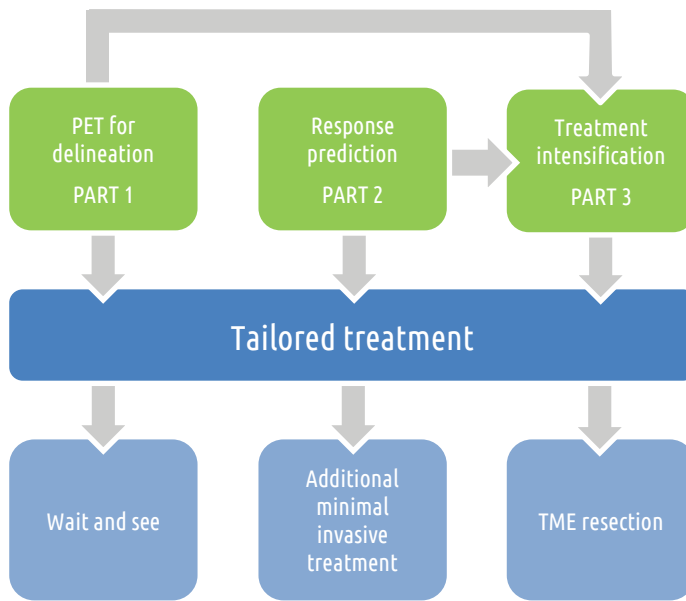 PET for
delineation
PART 1
Response
prediction
PART 2
Treatment
intensification
PART 3
Tailored treatment
Wait and see
Additional
minimal
invasive
treatment
TME resection